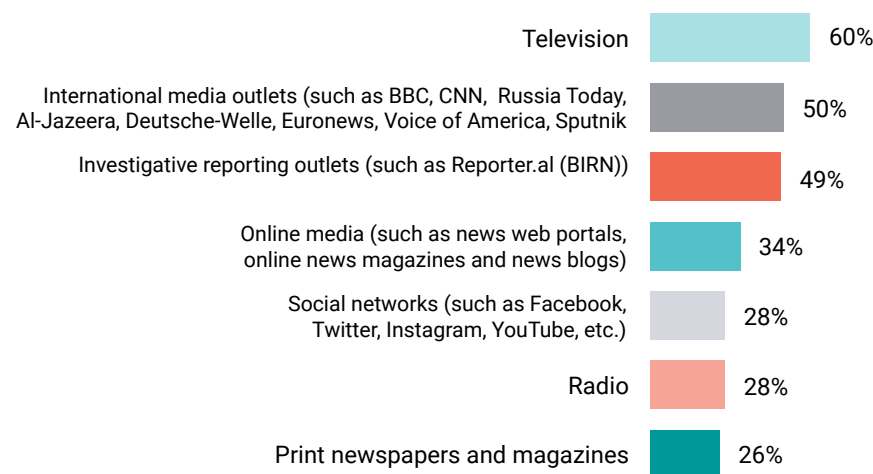 Television 60%
International media outlets (such as BBC, CNN, Russia Today,
Al-Jazeera, Deutsche-Welle, Euronews, Voice of America, Sputnik 50%
Investigative reporting outlets (such as Reporter.al (BIRN)) 49%
Online media (such as news web portals,
online news magazines and news blogs) 34%
Social networks (such as Facebook,
Twitter, Instagram, YouTube, etc.) 28%
Radio 28%
Print newspapers and magazines 26%